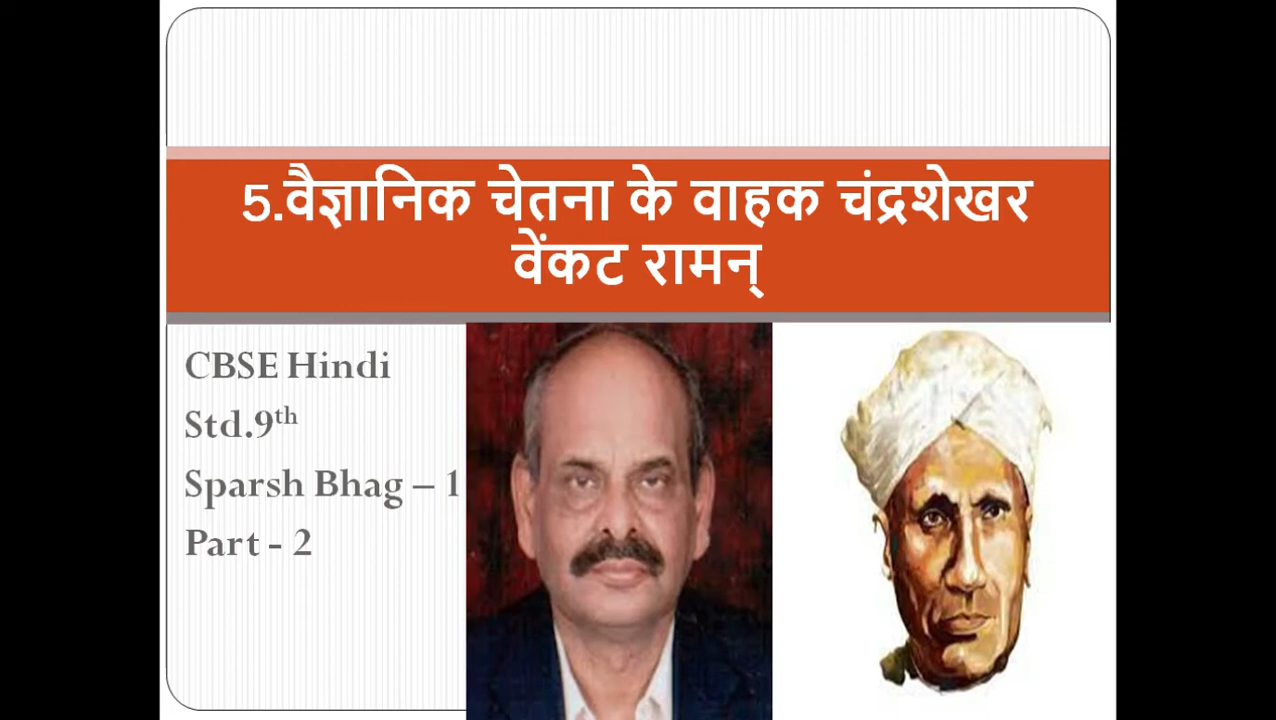 5.वैज्ञानिक चेतना के वाहक चंद्रशेखर
वेंकट रामन्
CBSE Hindi
Std.9th
Sparsh Bhag – 1
Part - 2